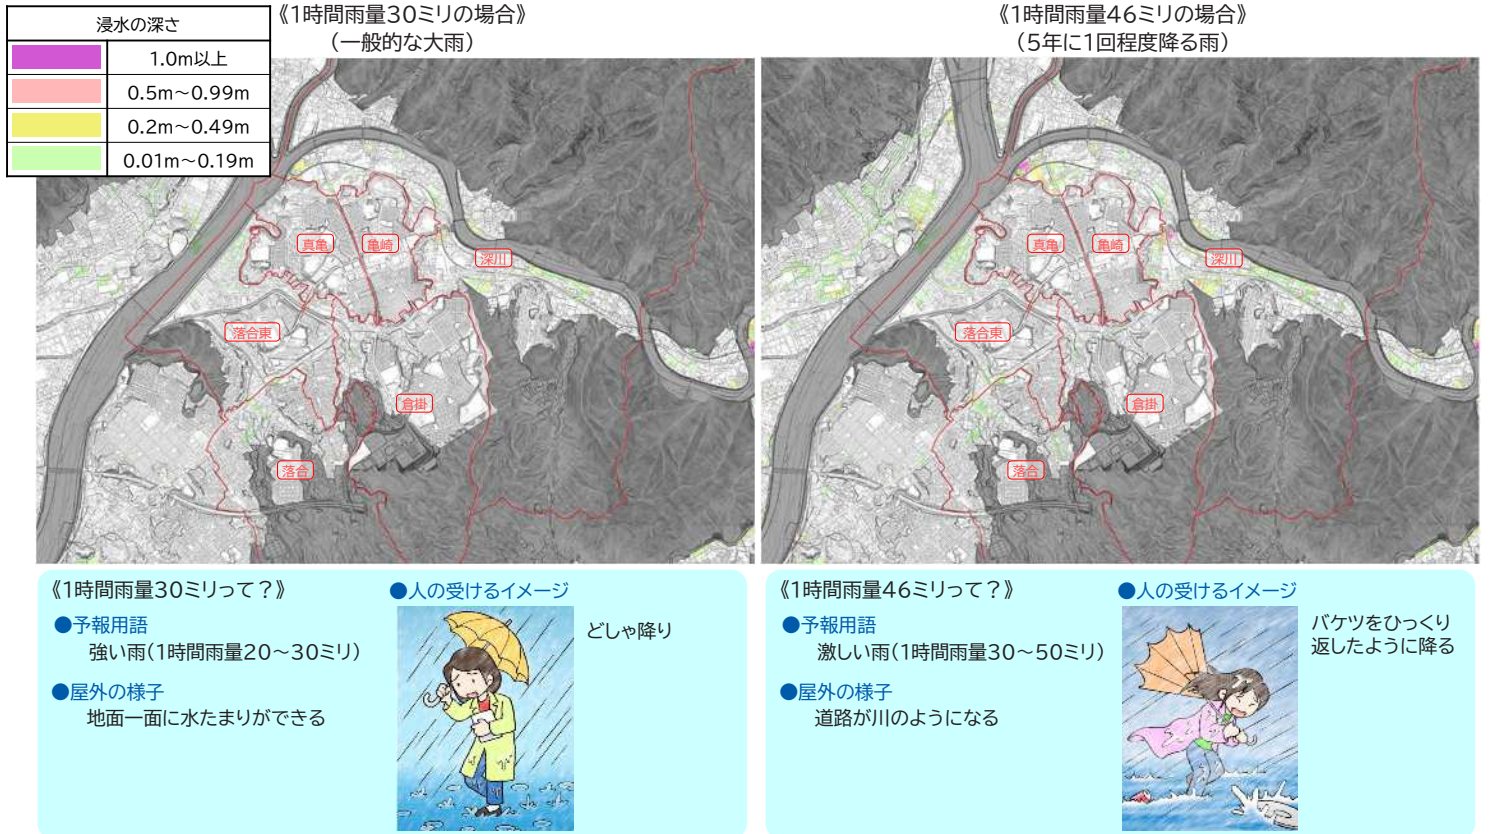 浸水の深さ
1.0m以上
0.5m～0.99m
0.2m～0.49m
0.01m～0.19m
《1時間雨量30ミリの場合》
（一般的な大雨）
真亀
亀崎
深川
落合東
倉掛
落合
《1時間雨量46ミリの場合》
（5年に1回程度降る雨）
真亀
亀崎
深川
落合東
倉掛
落合
《1時間雨量30ミリって？》
●予報用語
強い雨（1時間雨量20～30ミリ）
●屋外の様子
地面一面に水たまりができる
●人の受けるイメージ
どしゃ降り
《1時間雨量46ミリって？》
●予報用語
激しい雨（1時間雨量30～50ミリ）
●屋外の様子
道路が川のようになる
●人の受けるイメージ
バケツをひっくり
返したように降る